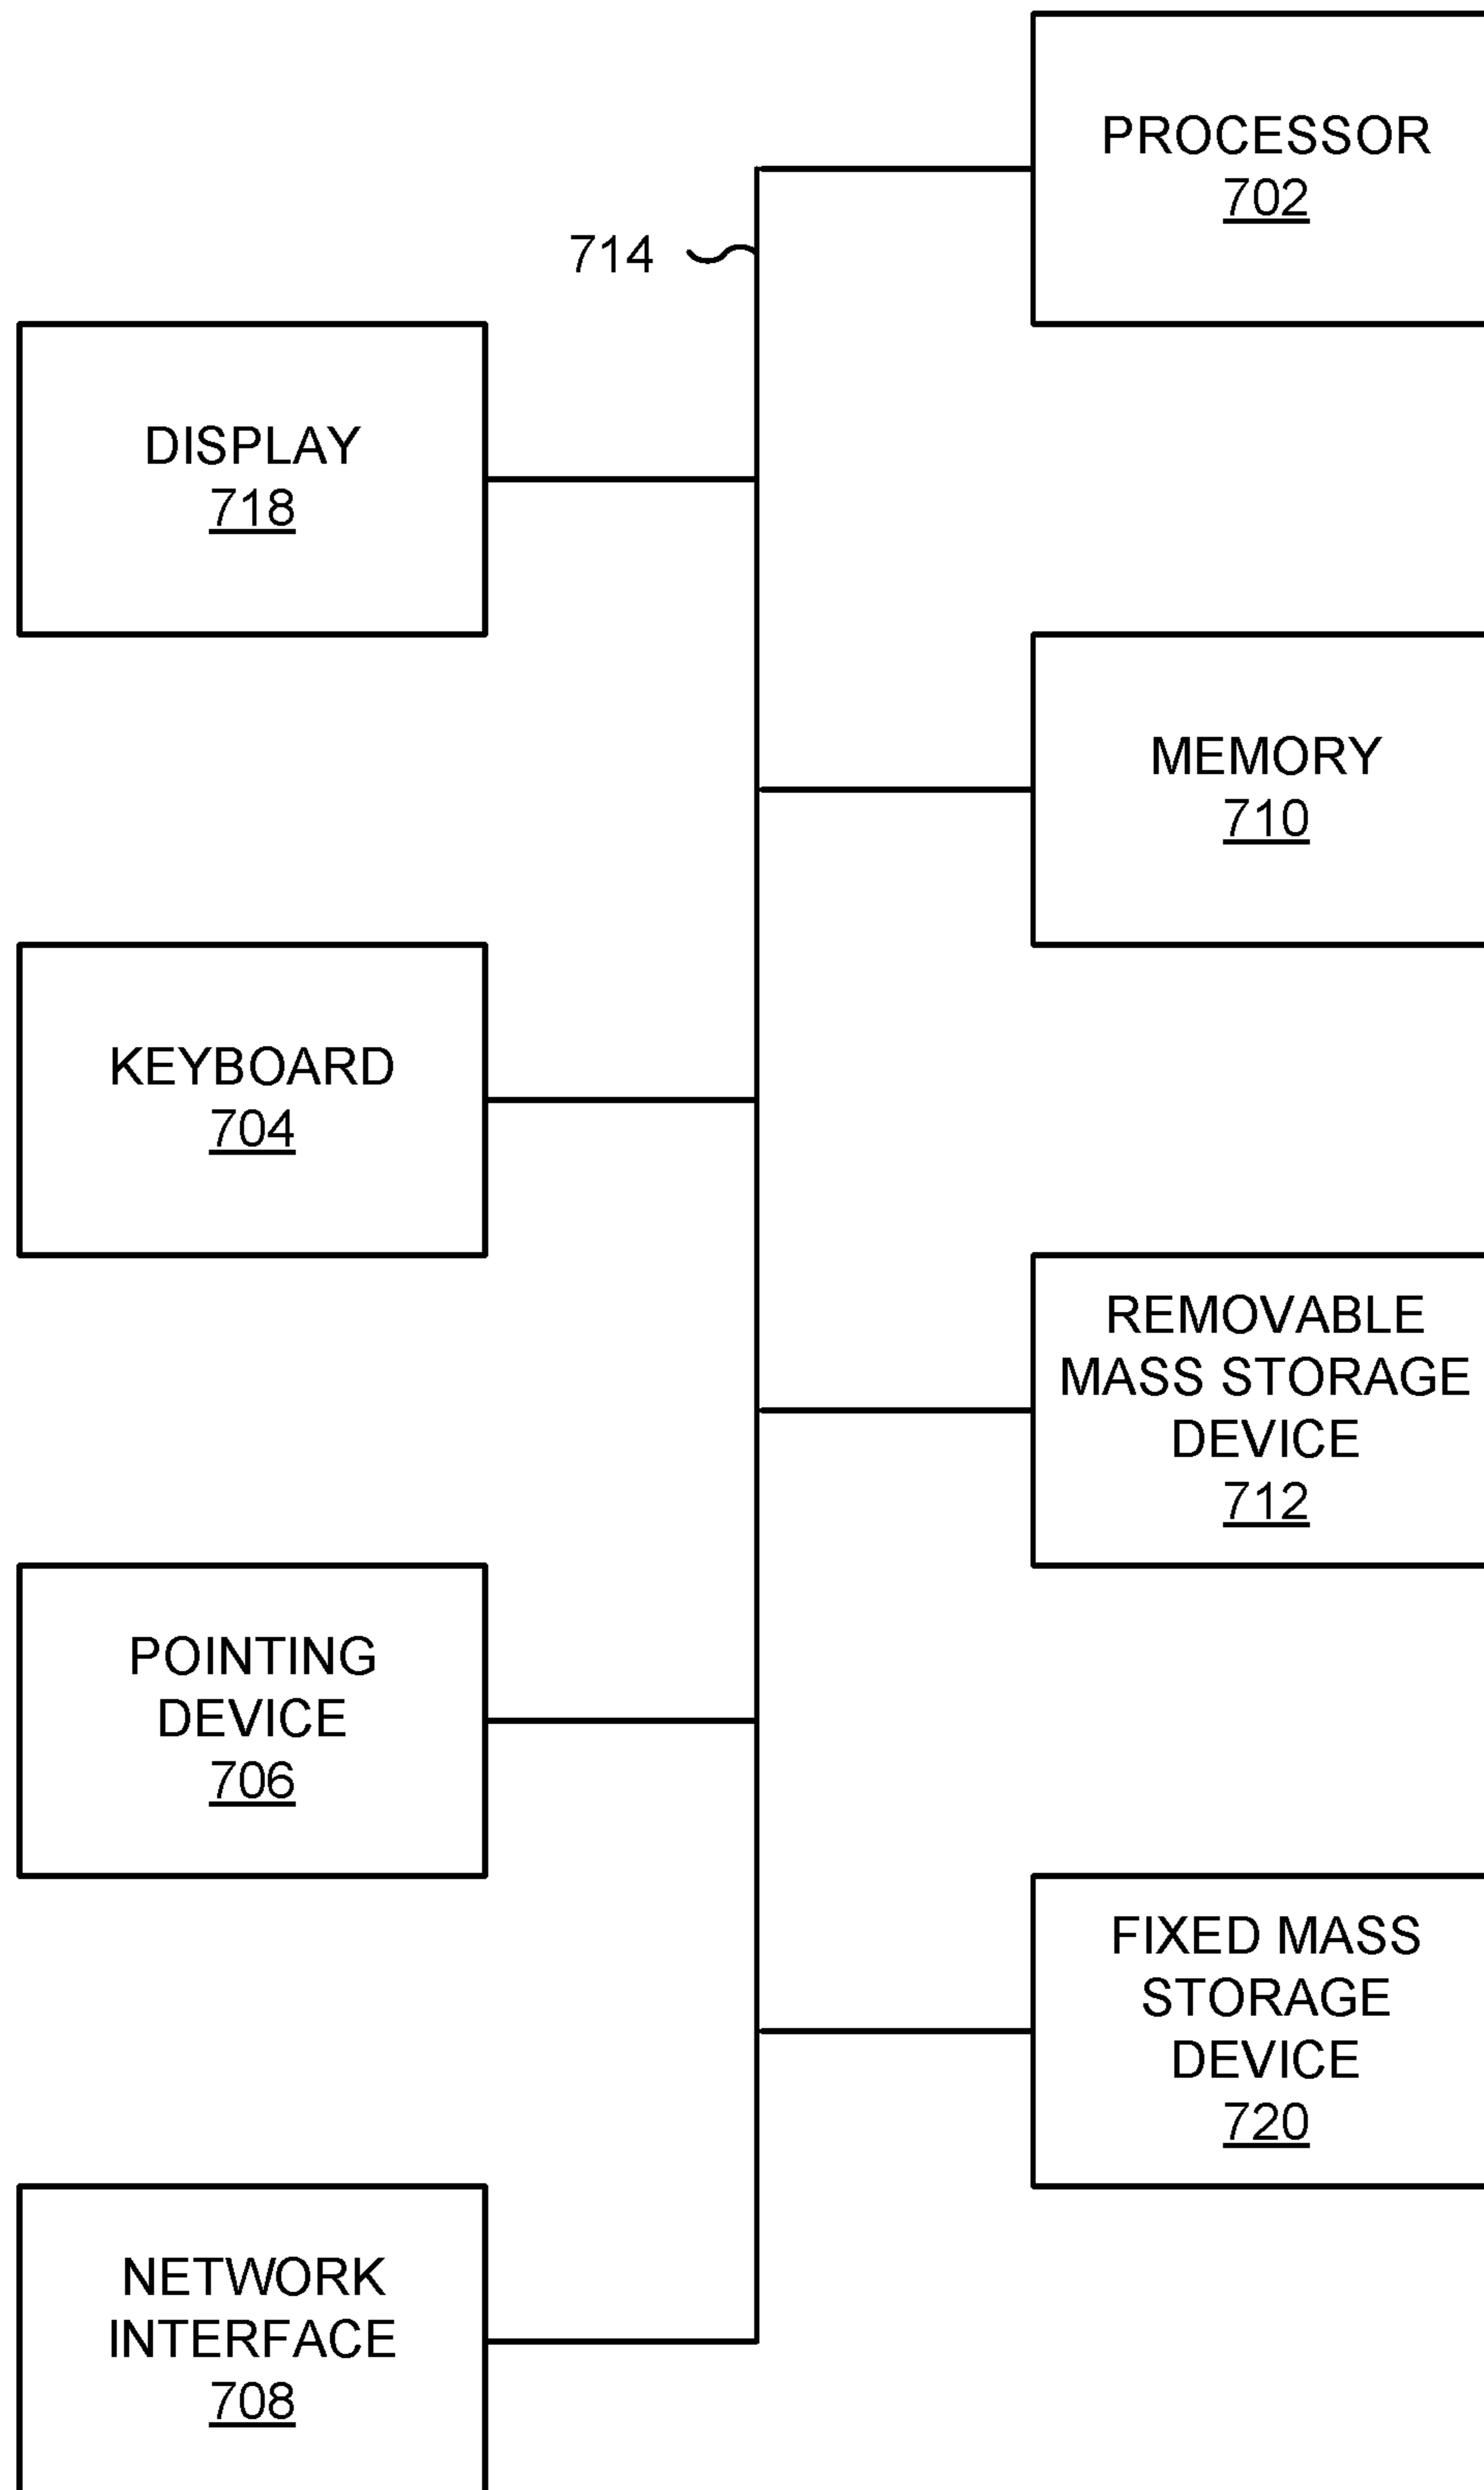 PROCESSOR
702
714
DISPLAY
718
MEMORY
710
KEYBOARD
704
REMOVABLE
MASS STORAGE
DEVICE
712
POINTING
DEVICE
706
FIXED MASS
STORAGE
DEVICE
720
NETWORK
INTERFACE
708